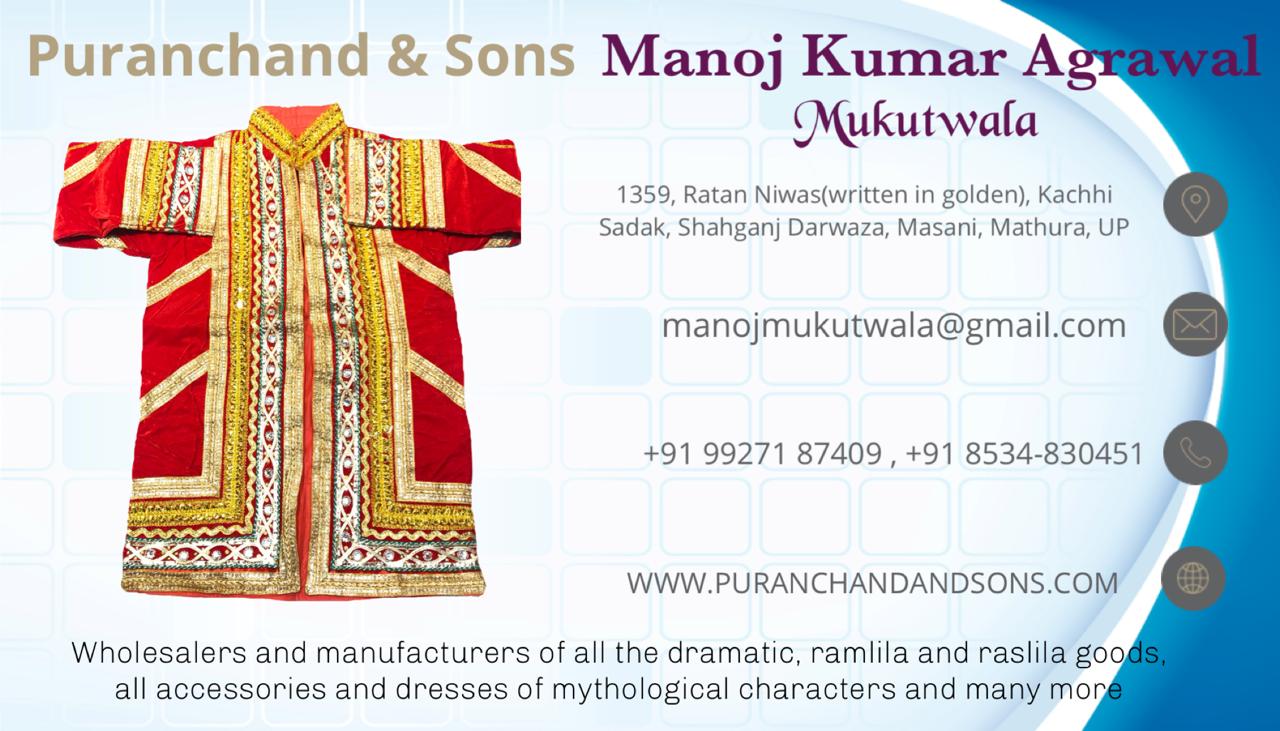 Puranchand & Sons
Manoj Kumar Agrawal
Mukutwala
1359, Ratan Niwas(written in golden), Kachhi
Sadak, Shahganj Darwaza, Masani, Mathura, UP
manojmukutwala@gmail.com
+91 99271 87409 , +91 8534-830451
WWW.PURANCHANDANDSONS.COM
Wholesalers and manufacturers of all the dramatic, ramlila and raslila goods,
all accessories and dresses of mythological characters and many more